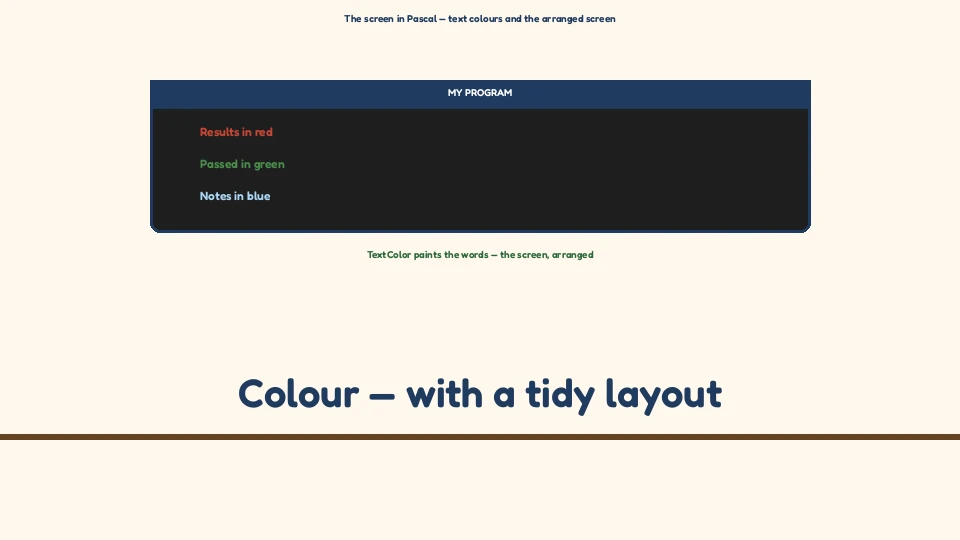 The screen in Pascal — text colours and the arranged screen
MY PROGRAM
Results in red
Passed in green
Notes in blue
TextColor paints the words — the screen, arranged
Colour — with a tidy layout